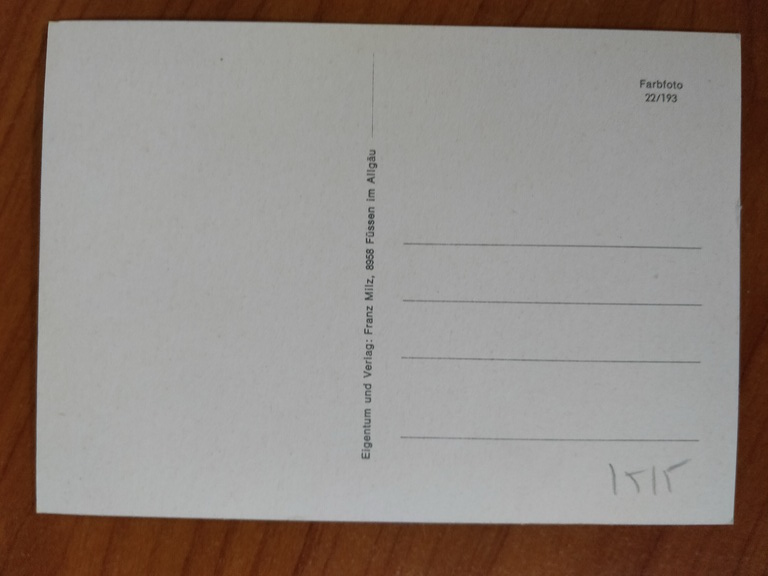 Farbfoto
22/193
Eigentum und Verlag: Franz Milz, 8958 Füssen im Allgäu